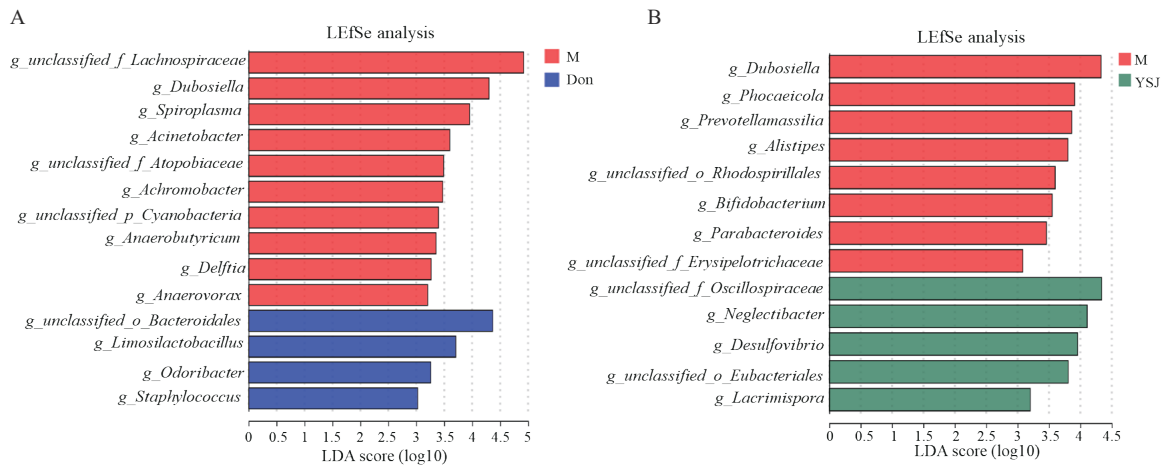 A
LEfSe analysis
g_unclassified_f_Lachnospiraceae
g_Dubosiella
g_Spiroplasma
g_Acinetobacter
g_unclassified_f_Atopobiaceae
g_Achromobacter
g_unclassified_p_Cyanobacteria
g_Anaerobutyricum
g_Delftia
g_Anaerovorax
g_unclassified_o_Bacteroidales
g_Limosilactobacillus
g_Odoribacter
g_Staphylococcus
0 0.5 1 1.5 2 2.5 3 3.5 4 4.5 5
LDA score (log10)
M
Don
B
LEfSe analysis
g_Dubosiella
g_Phocaeicola
g_Prevotellamassilia
g_Alistipes
g_unclassified_o_Rhodospirillales
g_Bifidobacterium
g_Parabacteroides
g_unclassified_f_Erysipelotrichaceae
g_unclassified_f_Oscillospiraceae
g_Neglectibacter
g_Desulfovibrio
g_unclassified_o_Eubacteriales
g_Lacrimispora
0 0.5 1 1.5 2 2.5 3 3.5 4 4.5
LDA score (log10)
M
YSJ